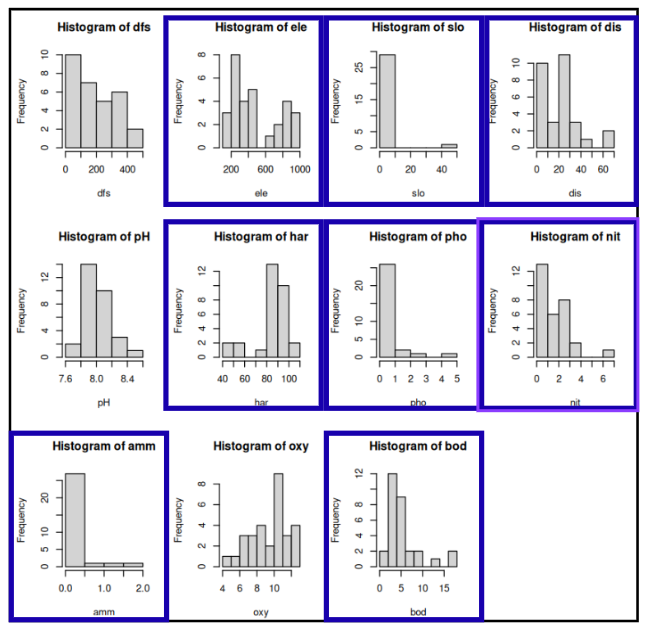 Histogram of dfs
Frequency
0 2 4 6 8 10
0 200 400
dfs
Histogram of ele
Frequency
0 2 4 6 8
200 600 1000
ele
Histogram of slo
Frequency
0 5 15 25
0 20 40
slo
Histogram of dis
Frequency
0 2 4 6 8 10
0 20 40 60
dis
Histogram of pH
Frequency
0 2 4 8 12
7.6 8.0 8.4
pH
Histogram of har
Frequency
0 2 4 8 12
40 60 80 100
har
Histogram of pho
Frequency
0 5 10 20
0 1 2 3 4 5
pho
Histogram of nit
Frequency
0 2 4 8 12
0 2 4 6
nit
Histogram of amm
Frequency
0 5 10 20
0.0 1.0 2.0
amm
Histogram of oxy
Frequency
0 2 4 6 8
4 6 8 10
oxy
Histogram of bod
Frequency
0 2 4 6 8 12
0 5 10 15
bod